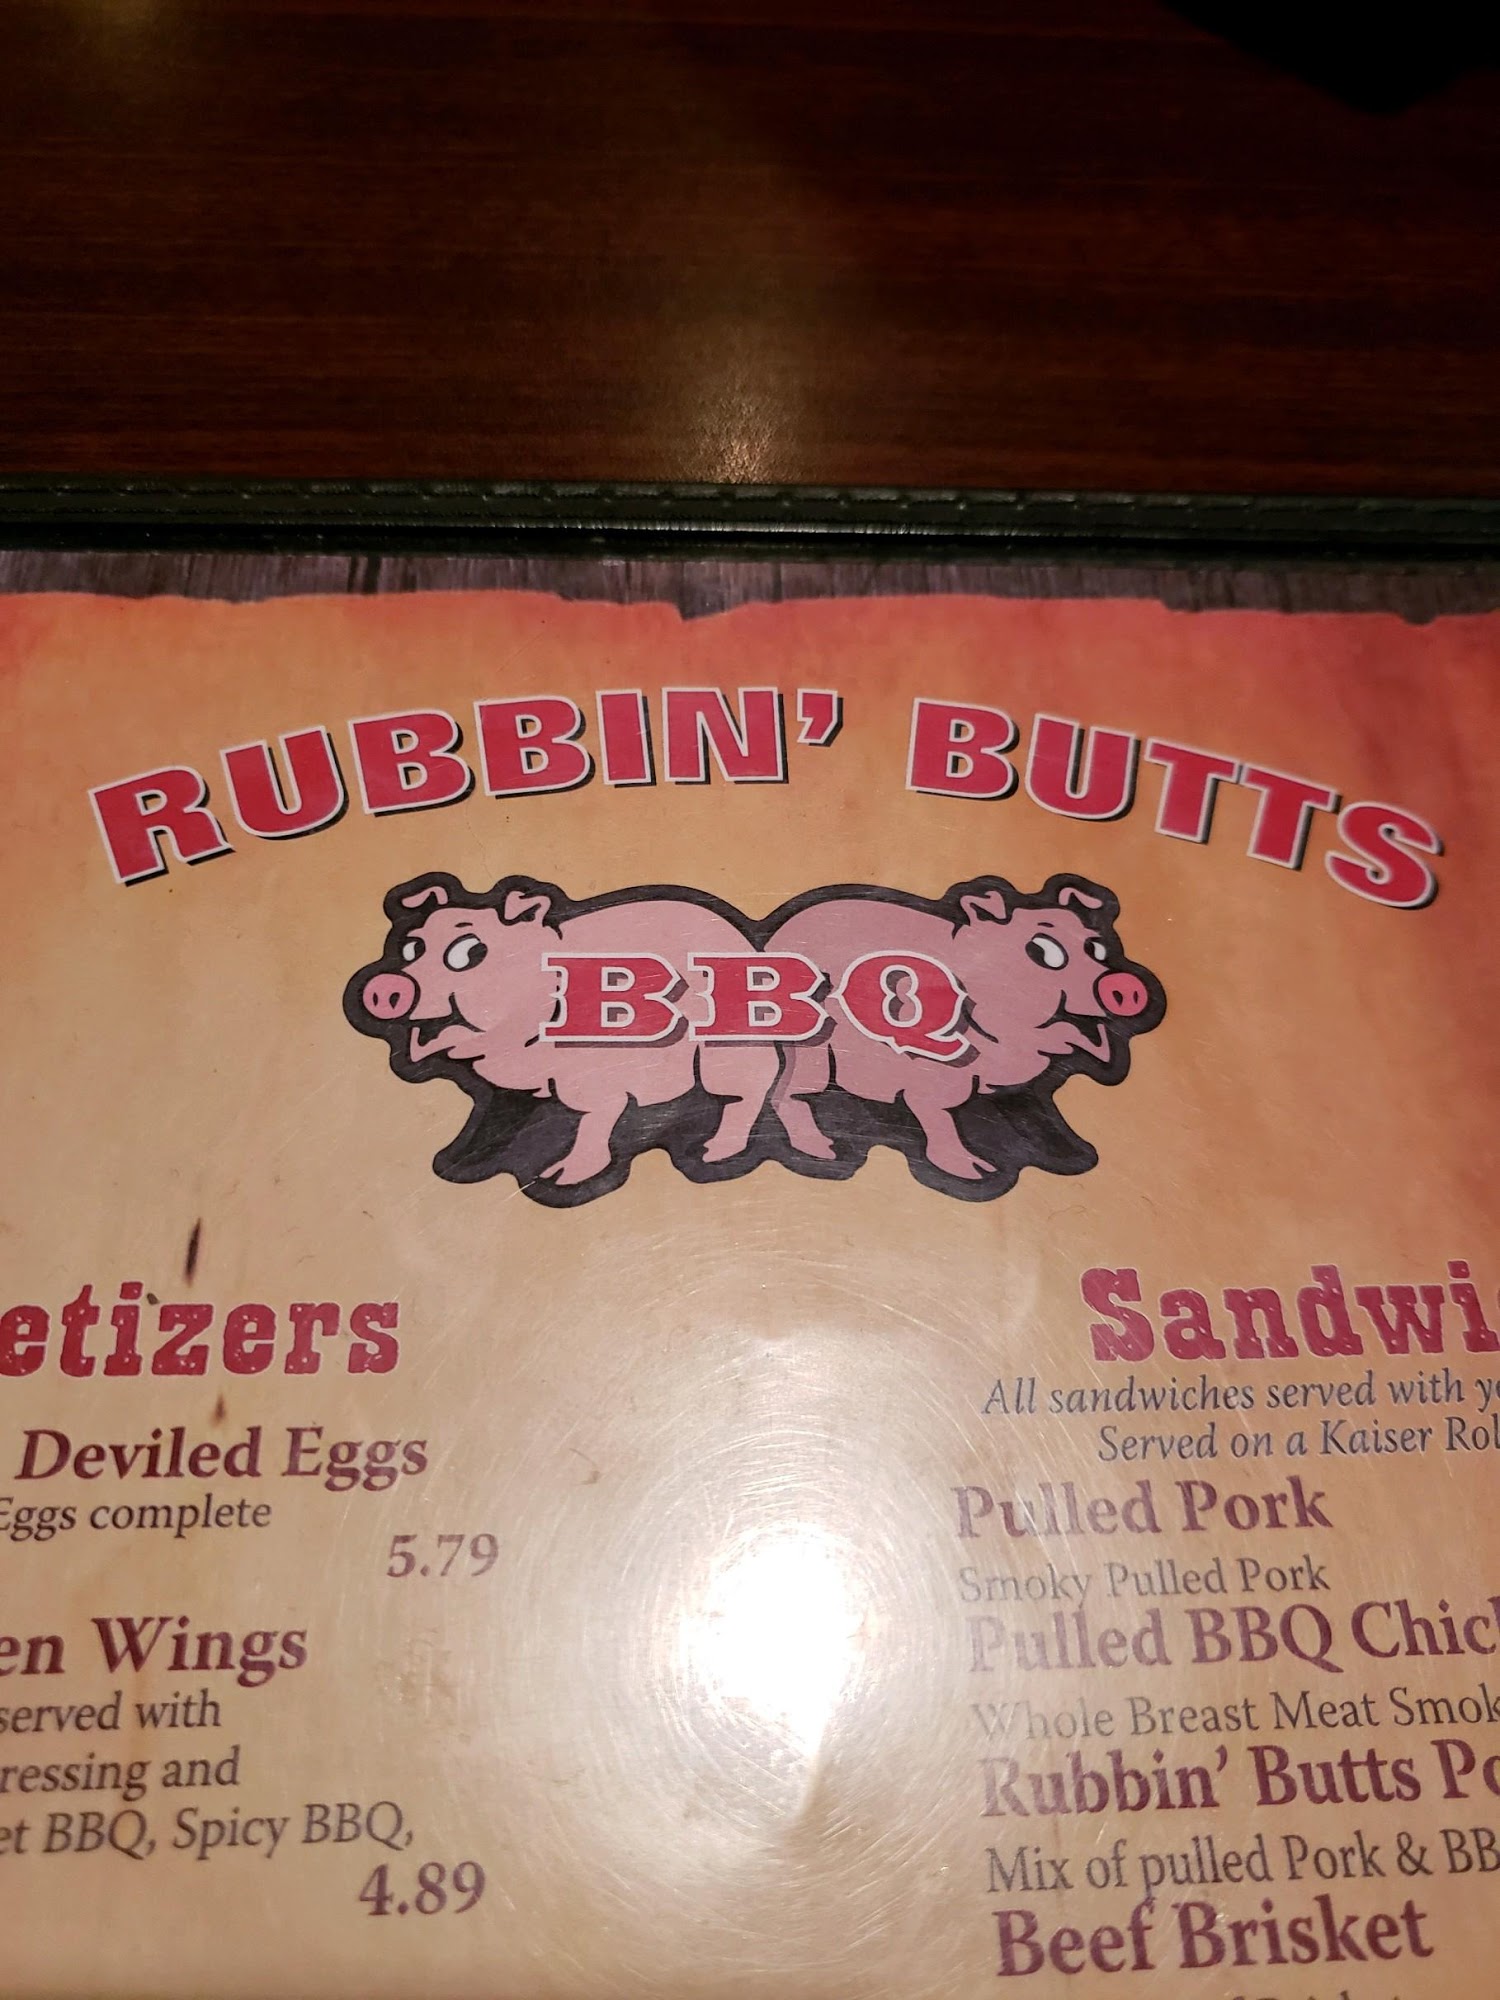 RUBBIN' BUTTS
BBQ
etizers
Deviled Eggs
Eggs complete
5.79
en Wings
served with
ressing and
et BBQ, Spicy BBQ,
4.89
Sandwi
All sandwiches served with yo
Served on a Kaiser Rol
Pulled Pork
Smoky Pulled Pork
Pulled BBQ Chic
Whole Breast Meat Smok
Rubbin' Butts Po
Mix of pulled Pork & BB
Beef Brisket